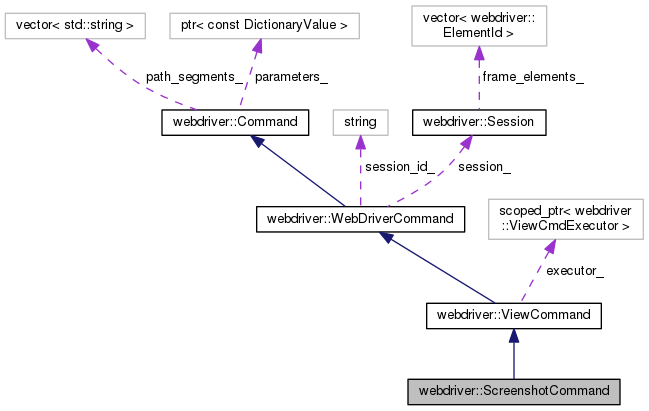 vector< std::string >
ptr< const DictionaryValue >
vector< webdriver::
ElementId >
path_segments_
parameters_
frame_elements_
webdriver::Command
string
webdriver::Session
session_id_
session_
webdriver::WebDriverCommand
scoped_ptr< webdriver
::ViewCmdExecutor >
executor_
webdriver::ViewCommand
webdriver::ScreenshotCommand